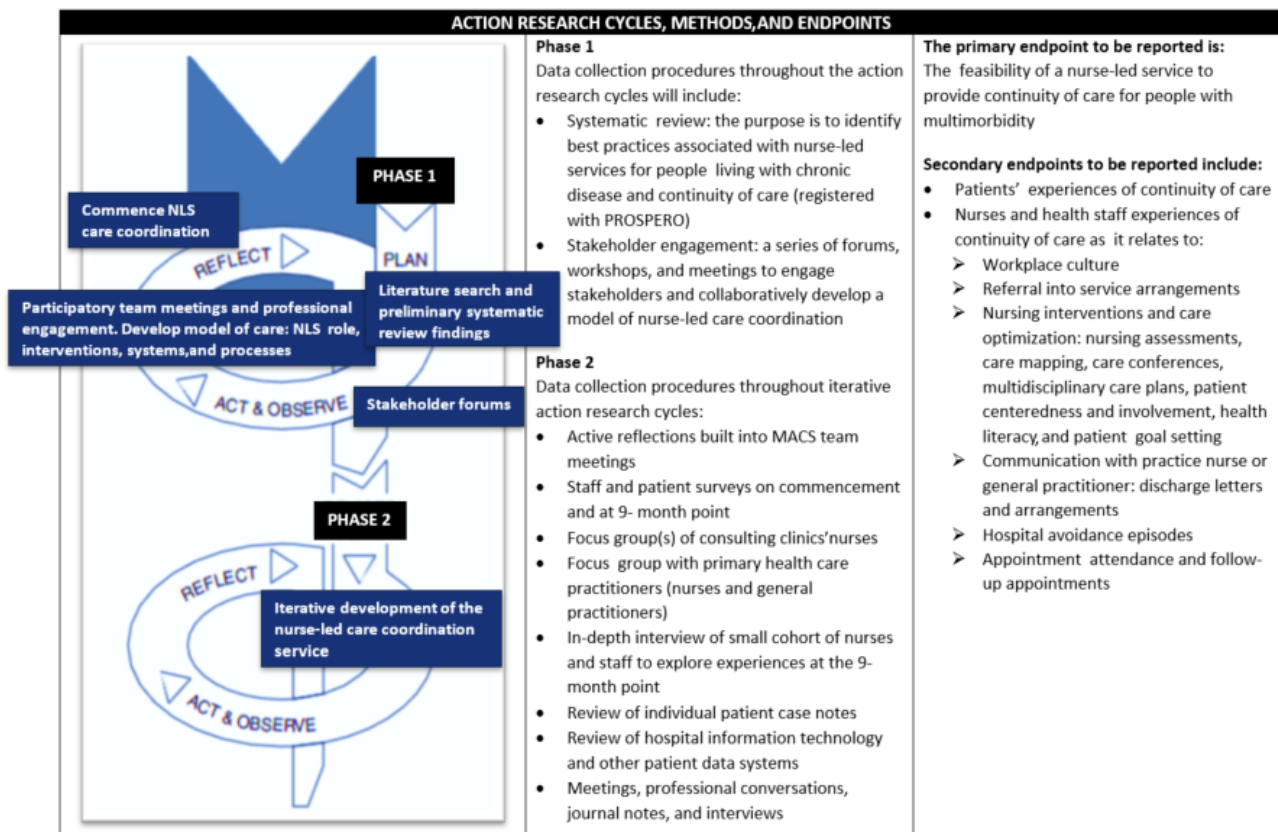 ACTION RESEARCH CYCLES, METHODS,AND ENDPOINTS
PHASE 1
Commence NLS
care coordination
REFLECT
PLAN
Participatory team meetings and professional
engagement. Develop model of care: NLS role,
interventions, systems,and processes
Literature search and
preliminary systematic
review findings
ACT & OBSERVE
Stakeholder forums
PHASE 2
REFLECT
Iterative development of the
nurse-led care coordination
service
ACT & OBSERVE
Phase 1
Data collection procedures throughout the action
research cycles will include:
• Systematic review: the purpose is to identify
best practices associated with nurse-led
services for people living with chronic
disease and continuity of care (registered
with PROSPERO)
• Stakeholder engagement: a series of forums,
workshops, and meetings to engage
stakeholders and collaboratively develop a
model of nurse-led care coordination
Phase 2
Data collection procedures throughout iterative
action research cycles:
• Active reflections built into MACS team
meetings
• Staff and patient surveys on commencement
and at 9- month point
• Focus group(s) of consulting clinics'nurses
• Focus group with primary health care
practitioners (nurses and general
practitioners)
• In-depth interview of small cohort of nurses
and staff to explore experiences at the 9-
month point
• Review of individual patient case notes
• Review of hospital information technology
and other patient data systems
• Meetings, professional conversations,
journal notes, and interviews
The primary endpoint to be reported is:
The feasibility of a nurse-led service to
provide continuity of care for people with
multimorbidity
Secondary endpoints to be reported include:
• Patients' experiences of continuity of care
• Nurses and health staff experiences of
continuity of care as it relates to:
➢ Workplace culture
➢ Referral into service arrangements
➢ Nursing interventions and care
optimization: nursing assessments,
care mapping, care conferences,
multidisciplinary care plans, patient
centeredness and involvement, health
literacy, and patient goal setting
➢ Communication with practice nurse or
general practitioner: discharge letters
and arrangements
➢ Hospital avoidance episodes
➢ Appointment attendance and follow-
up appointments